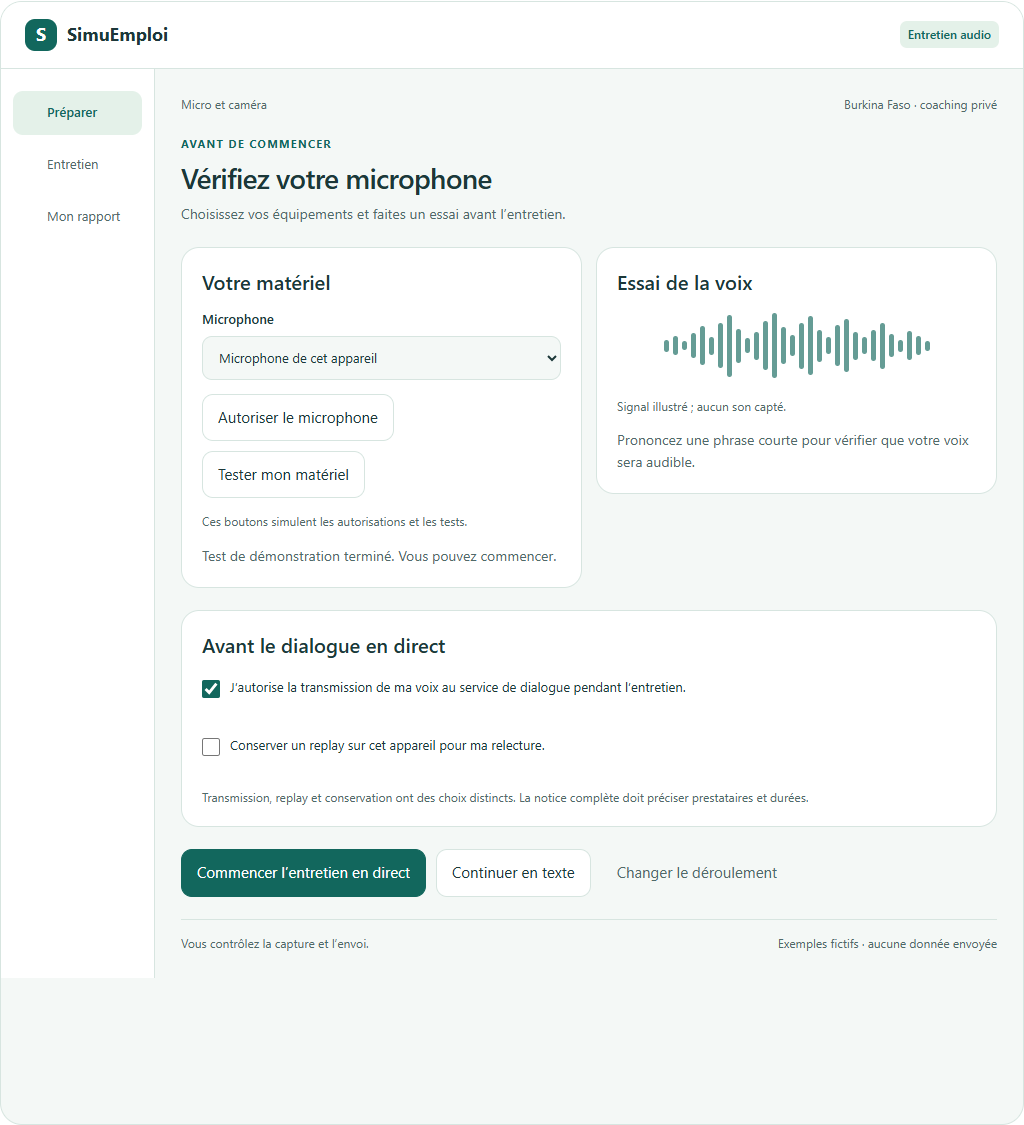 S SimuEmploi
Entretien audio
Préparer
Entretien
Mon rapport
Micro et caméra
Burkina Faso · coaching privé
AVANT DE COMMENCER
Vérifiez votre microphone
Choisissez vos équipements et faites un essai avant l’entretien.
Votre matériel
Microphone
Microphone de cet appareil
Autoriser le microphone
Tester mon matériel
Ces boutons simulent les autorisations et les tests.
Test de démonstration terminé. Vous pouvez commencer.
Essai de la voix
Signal illustré ; aucun son capté.
Prononcez une phrase courte pour vérifier que votre voix
sera audible.
Avant le dialogue en direct
J’autorise la transmission de ma voix au service de dialogue pendant l’entretien.
Conserver un replay sur cet appareil pour ma relecture.
Transmission, replay et conservation ont des choix distincts. La notice complète doit préciser prestataires et durées.
Commencer l’entretien en direct
Continuer en texte
Changer le déroulement
Vous contrôlez la capture et l’envoi.
Exemples fictifs · aucune donnée envoyée